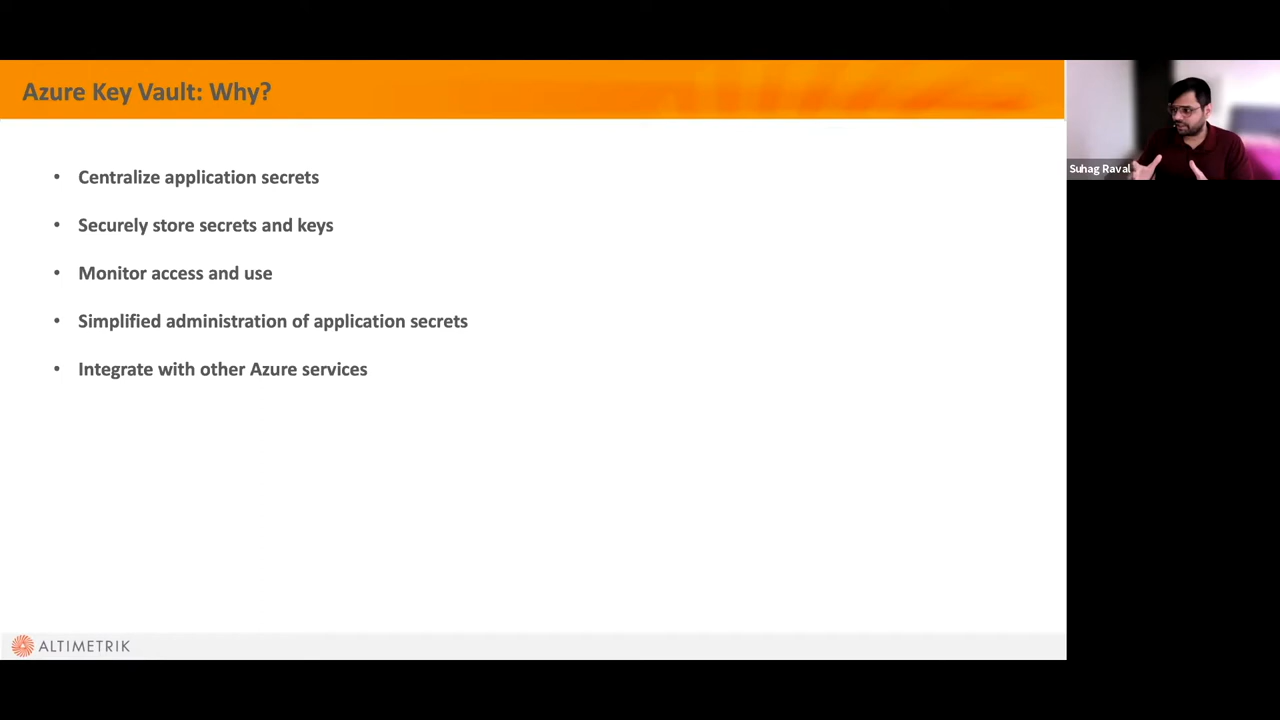 Azure Key Vault: Why?
• Centralize application secrets
• Securely store secrets and keys
• Monitor access and use
• Simplified administration of application secrets
• Integrate with other Azure services
ALTIMETRIK
Suhag Raval